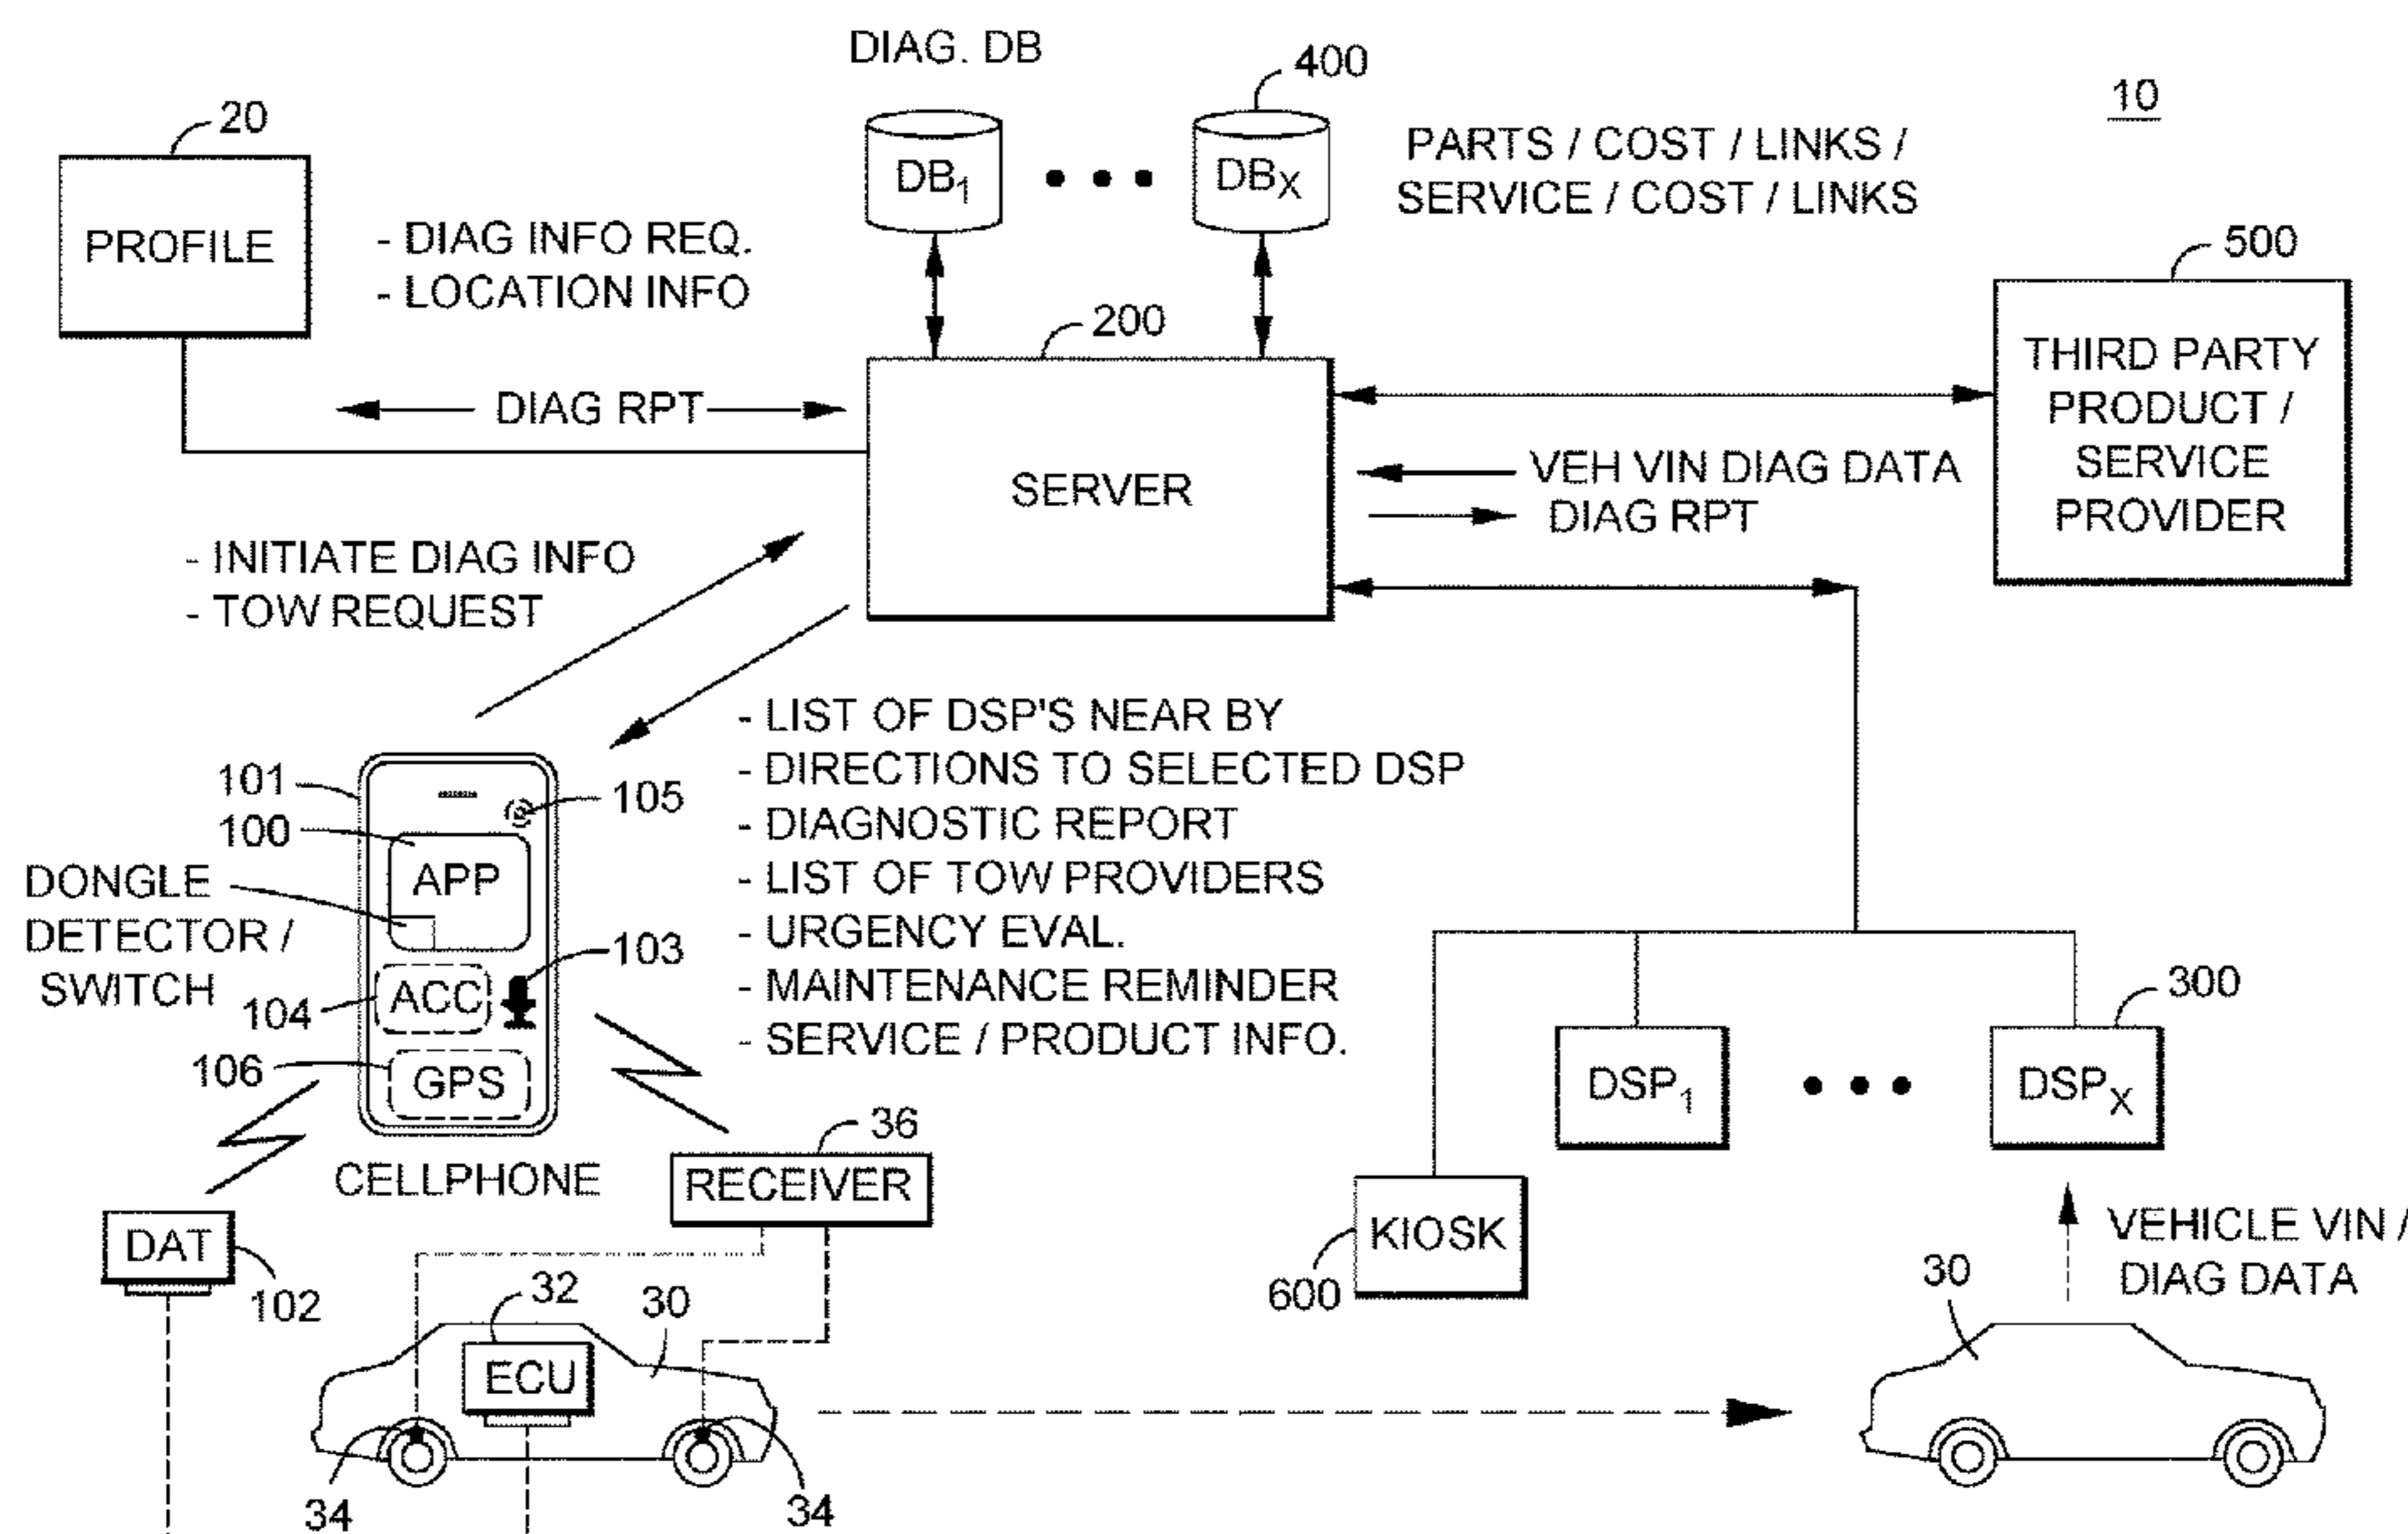 DIAG. DB
400
10
20
PROFILE
- DIAG INFO REQ.
- LOCATION INFO
DB1
DBX
PARTS / COST / LINKS /
SERVICE / COST / LINKS
500
THIRD PARTY
PRODUCT /
SERVICE
PROVIDER
200
SERVER
DIAG RPT
VEH VIN DIAG DATA
DIAG RPT
- INITIATE DIAG INFO
- TOW REQUEST
- LIST OF DSP'S NEAR BY
- DIRECTIONS TO SELECTED DSP
- DIAGNOSTIC REPORT
- LIST OF TOW PROVIDERS
- URGENCY EVAL.
- MAINTENANCE REMINDER
- SERVICE / PRODUCT INFO.
101
105
100
APP
DONGLE
DETECTOR /
SWITCH
103
104
ACC
106
GPS
CELLPHONE
36
RECEIVER
DAT
102
32
30
ECU
34
34
300
DSP1
DSPX
KIOSK
600
VEHICLE VIN /
DIAG DATA
30